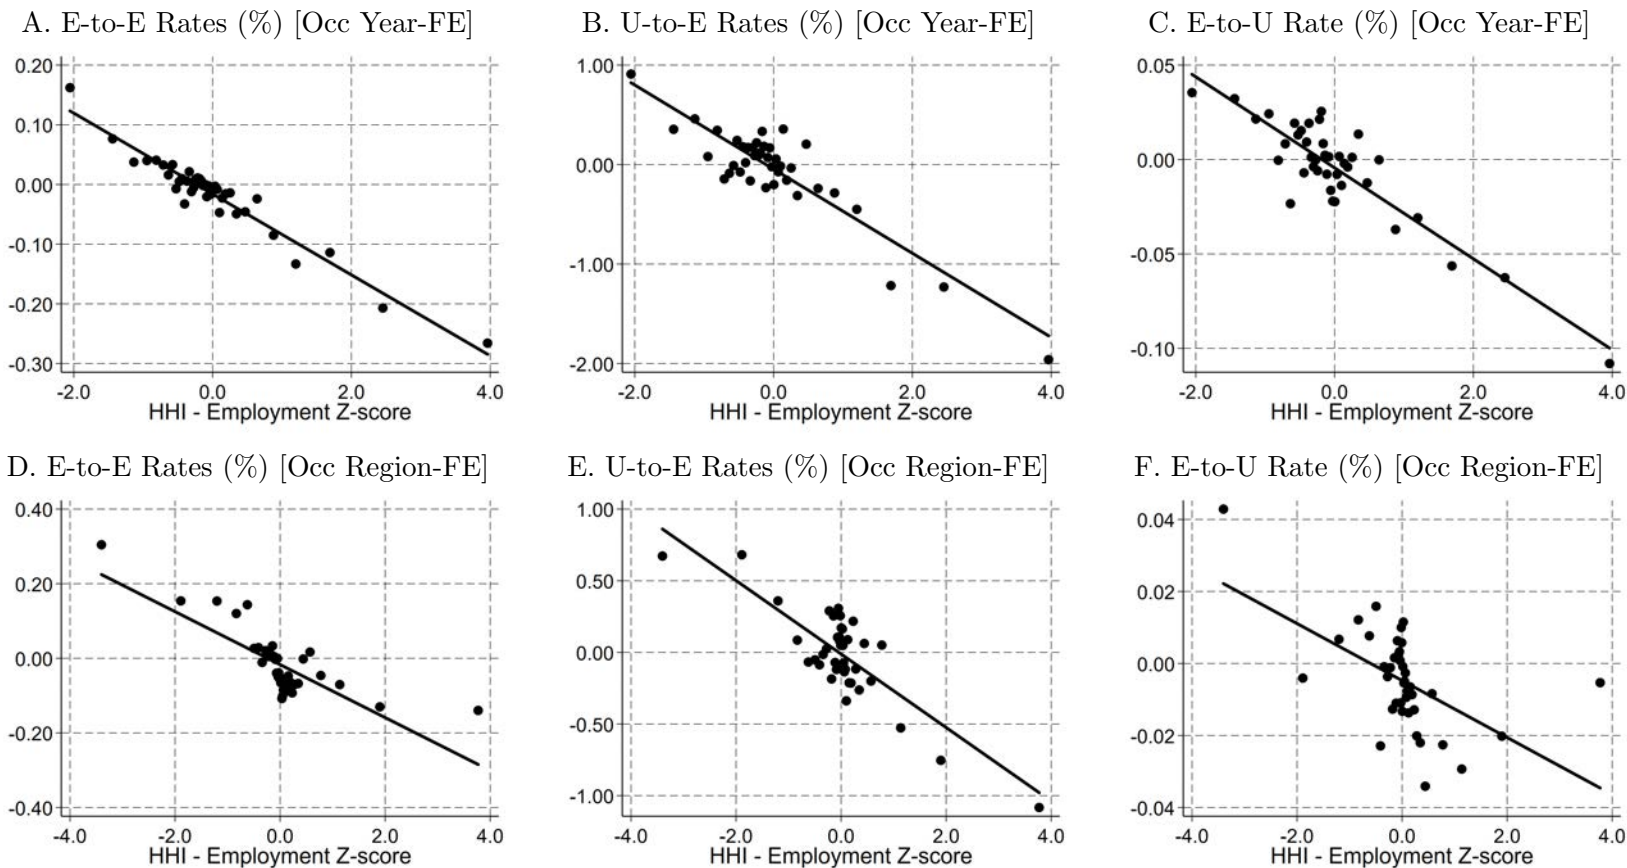 A. E-to-E Rates (%) [Occ Year-FE]
0.20
0.10
0.00
-0.10
-0.20
-0.30
-2.0 0.0 2.0 4.0
HHI - Employment Z-score
B. U-to-E Rates (%) [Occ Year-FE]
1.00
0.00
-1.00
-2.00
-2.0 0.0 2.0 4.0
HHI - Employment Z-score
C. E-to-U Rate (%) [Occ Year-FE]
0.05
0.00
-0.05
-0.10
-2.0 0.0 2.0 4.0
HHI - Employment Z-score
D. E-to-E Rates (%) [Occ Region-FE]
0.40
0.20
0.00
-0.20
-0.40
-4.0 -2.0 0.0 2.0 4.0
HHI - Employment Z-score
E. U-to-E Rates (%) [Occ Region-FE]
1.00
0.50
0.00
-0.50
-1.00
-4.0 -2.0 0.0 2.0 4.0
HHI - Employment Z-score
F. E-to-U Rate (%) [Occ Region-FE]
0.04
0.02
0.00
-0.02
-0.04
-4.0 -2.0 0.0 2.0 4.0
HHI - Employment Z-score